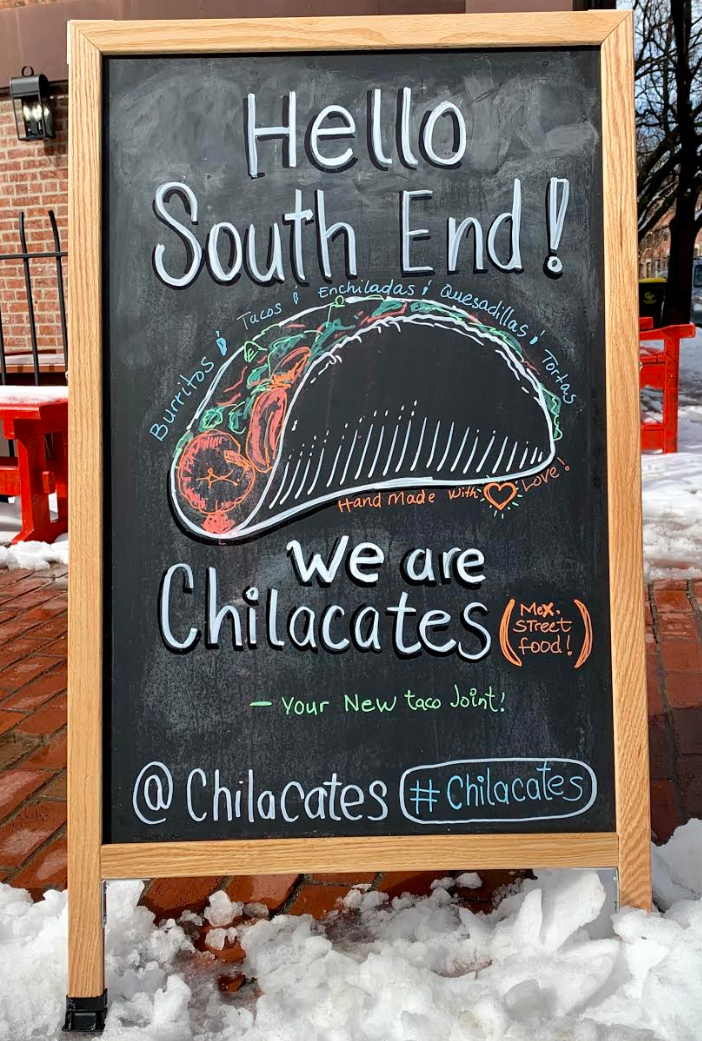 Hello
South End!
Burritos & Tacos & Enchiladas & Quesadillas & Tortas
Hand Made with Love!
We are
Chilacates
(Mex.
Street
food!)
- Your New taco Joint!
@Chilacates #Chilacates